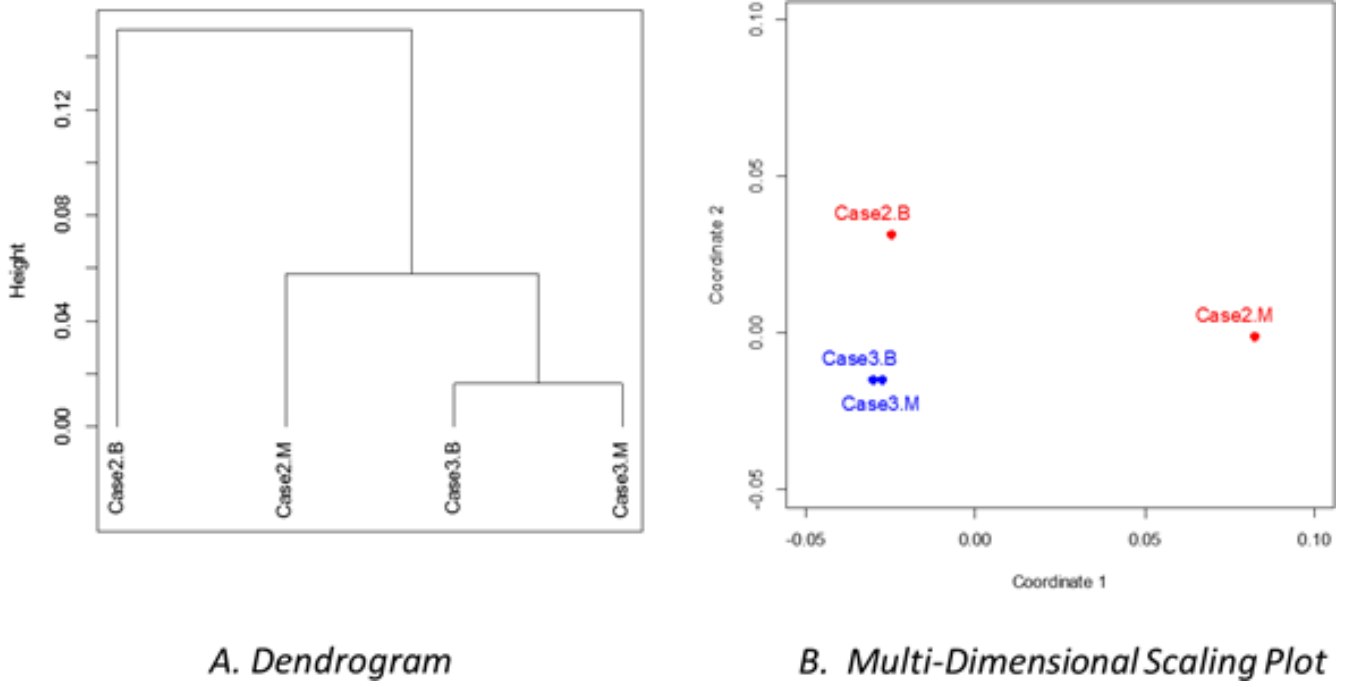 Height
0.00
0.04
0.08
0.12
Case2.B
Case2.M
Case3.B
Case3.M
A. Dendrogram
Coordinate 2
-0.05
0.00
0.05
0.10
Case2.B
Case2.M
Case3.B
Case3.M
-0.05
0.00
0.05
0.10
Coordinate 1
B. Multi-Dimensional Scaling Plot